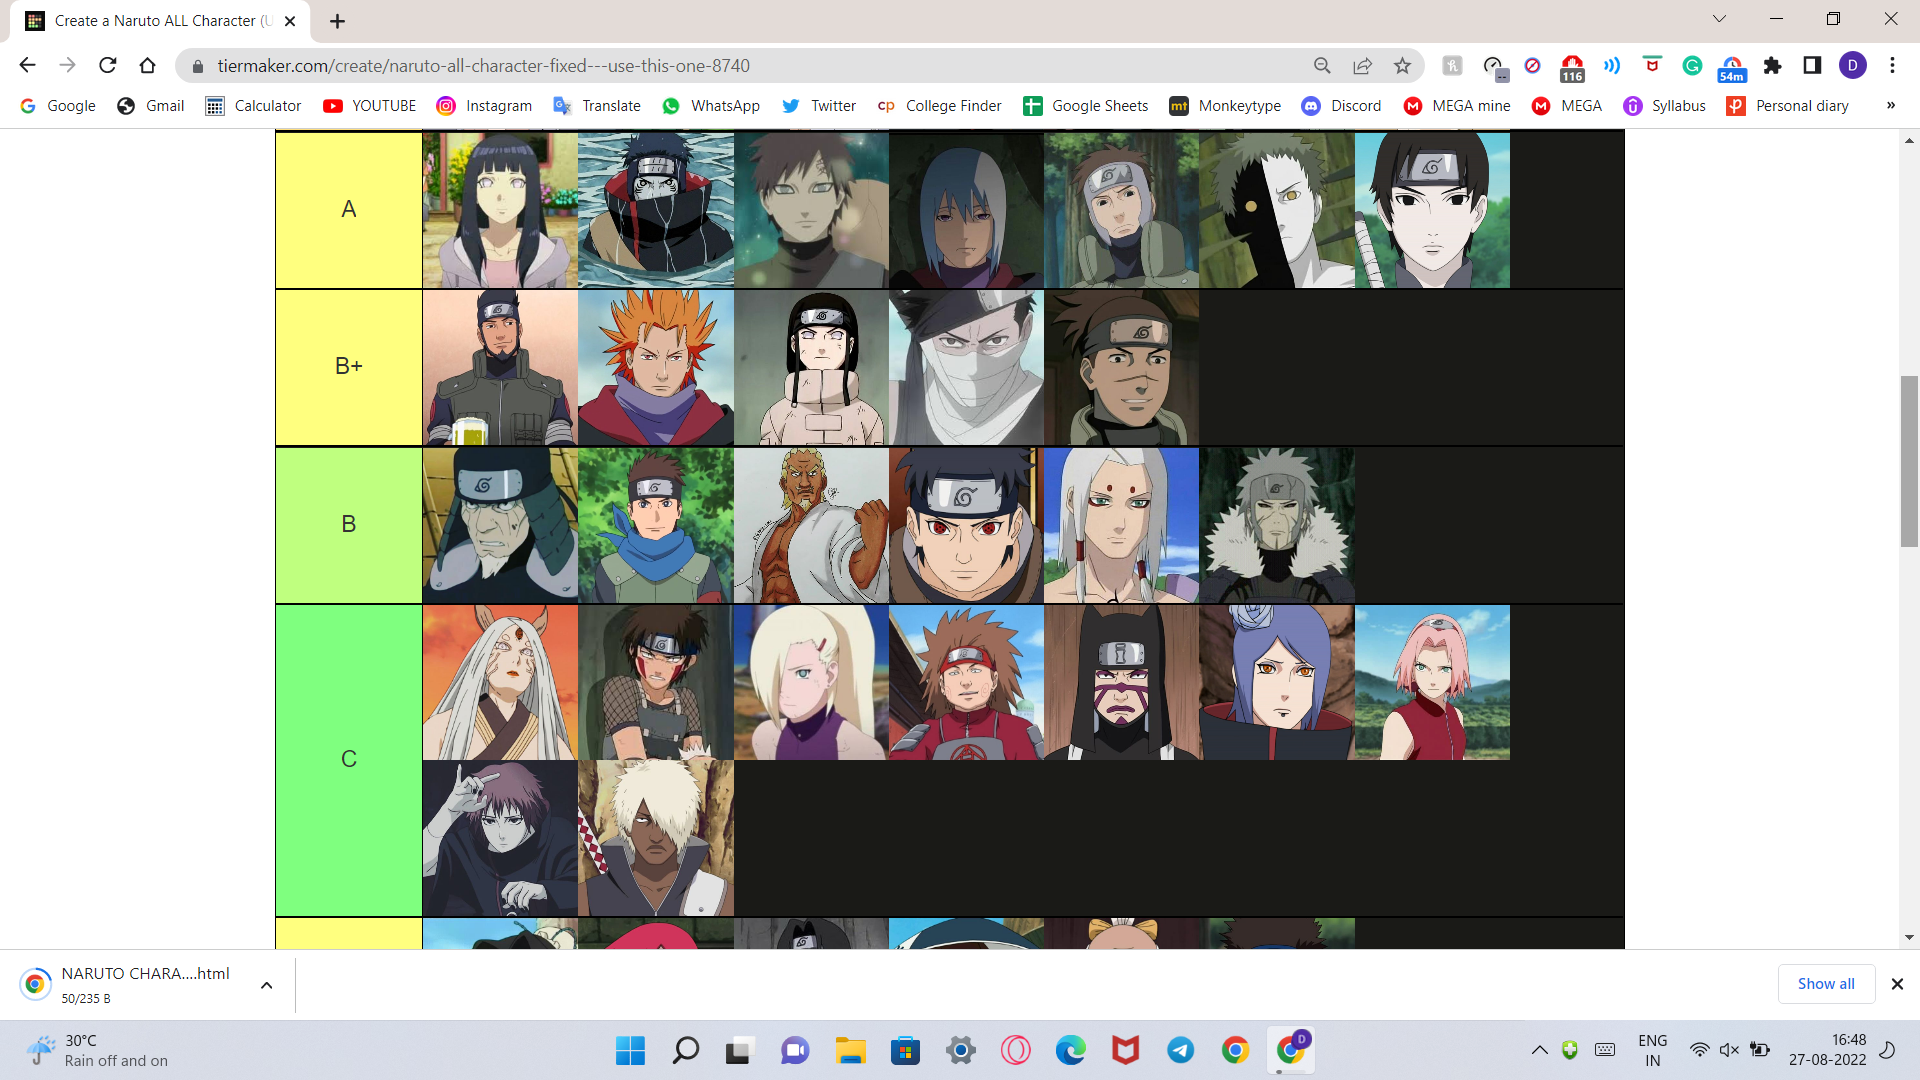 Create a Naruto ALL Character (U
tiermaker.com/create/naruto-all-character-fixed---use-this-one-8740
116
54m
D
Google
Gmail
Calculator
YOUTUBE
Instagram
Translate
WhatsApp
Twitter
CP College Finder
Google Sheets
mt Monkeytype
Discord
MEGA mine
MEGA
Syllabus
Personal diary
»
A
B+
B
C
NARUTO CHARA....html
50/235 B
Show all
30°C
Rain off and on
D
ENG
IN
16:48
27-08-2022